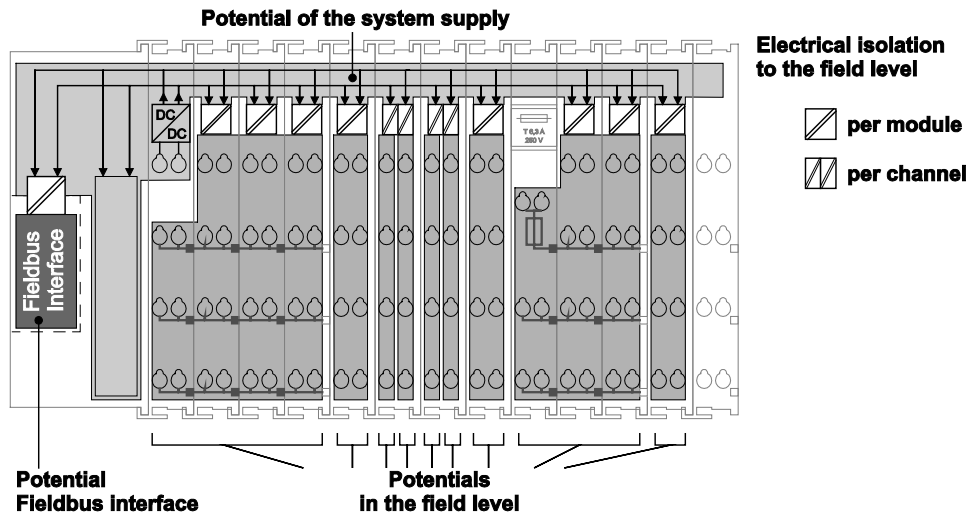 Potential of the system supply
Electrical isolation
to the field level
per module
per channel
DC
DC
T 6,3 A
250 V
Fieldbus
Interface
Potential
Fieldbus interface
Potentials
in the field level